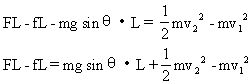 FL - fL - mg sin θ · L = 1/2 mv₂² - mv₁²
FL - fL = mg sin θ · L + 1/2 mv₂² - mv₁²